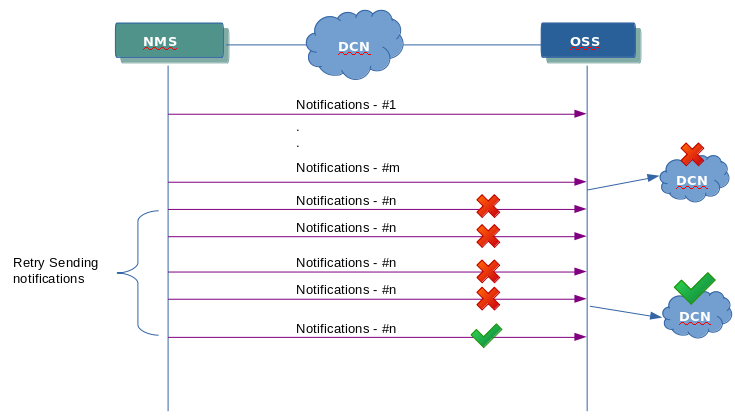 NMS
DCN
OSS
Notifications - #1
.
.
Notifications - #m
DCN
Notifications - #n
Notifications - #n
Retry Sending
notifications
Notifications - #n
Notifications - #n
DCN
Notifications - #n